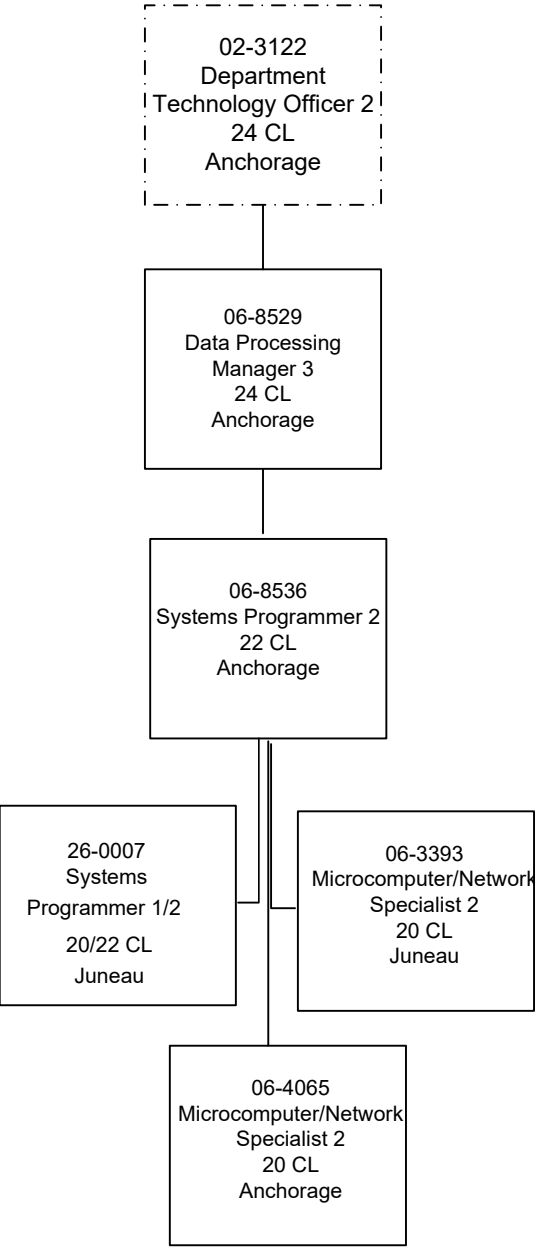 02-3122
Department
Technology Officer 2
24 CL
Anchorage
06-8529
Data Processing
Manager 3
24 CL
Anchorage
06-8536
Systems Programmer 2
22 CL
Anchorage
26-0007
Systems
Programmer 1/2
20/22 CL
Juneau
06-3393
Microcomputer/Network
Specialist 2
20 CL
Juneau
06-4065
Microcomputer/Network
Specialist 2
20 CL
Anchorage